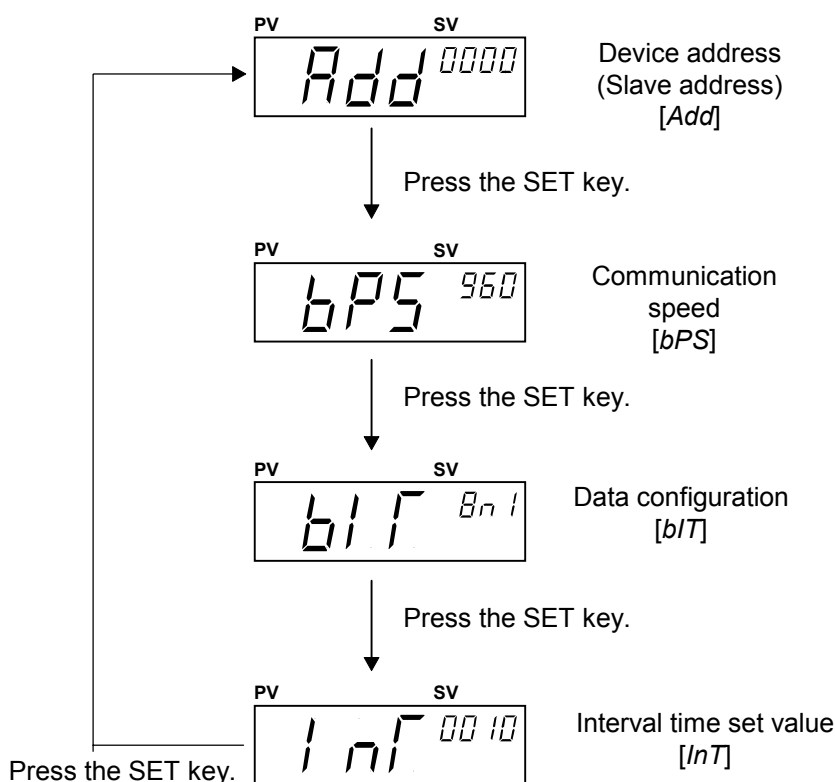 PV SV
Add 0000
Device address
(Slave address)
[Add]
Press the SET key.
PV SV
bPS 960
Communication
speed
[bPS]
Press the SET key.
PV SV
bIT 8n1
Data configuration
[bIT]
Press the SET key.
PV SV
InT 0010
Interval time set value
[InT]
Press the SET key.